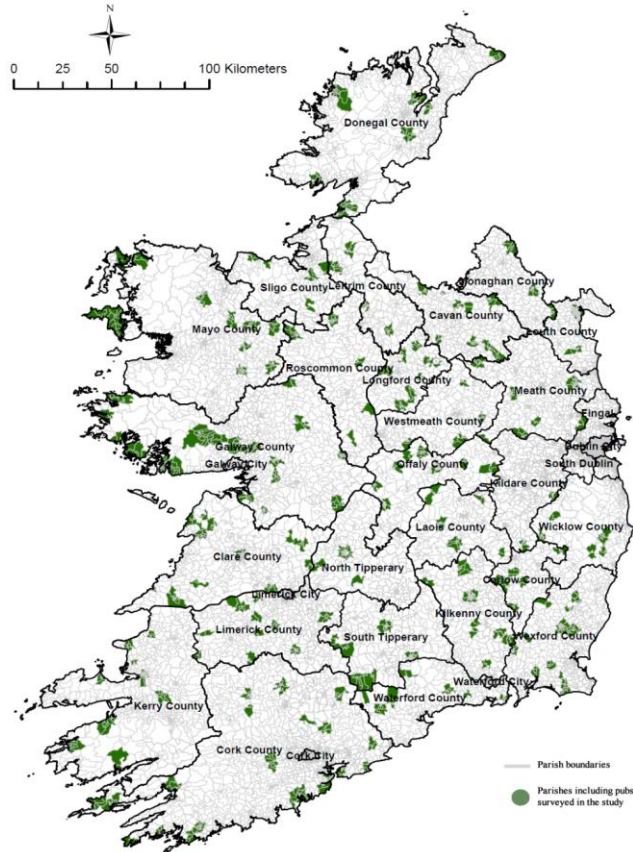 N
0 25 50 100 Kilometers
Donegal County
Monaghan County
Sligo County
Leitrim County
Cavan County
Louth County
Mayo County
Roscommon County
Longford County
Meath County
Westmeath County
Fingal
Galway County
Dublin City
Galway City
Offaly County
South Dublin
Kildare County
Laois County
Wicklow County
Clare County
North Tipperary
Carlow County
Limerick City
Kilkenny County
Limerick County
South Tipperary
Wexford County
Waterford City
Waterford County
Kerry County
Cork County
Cork City
Parish boundaries
Parishes including pubs
surveyed in the study